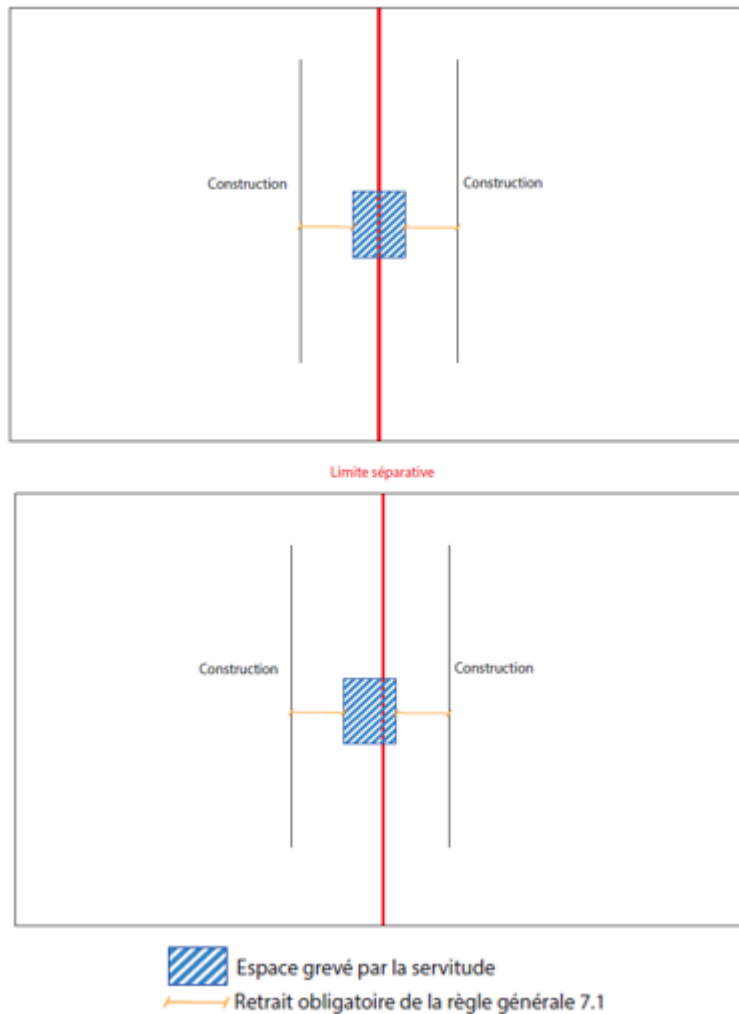 Construction
Construction
Limite séparative
Construction
Construction
Espace grevé par la servitude
Retrait obligatoire de la règle générale 7.1